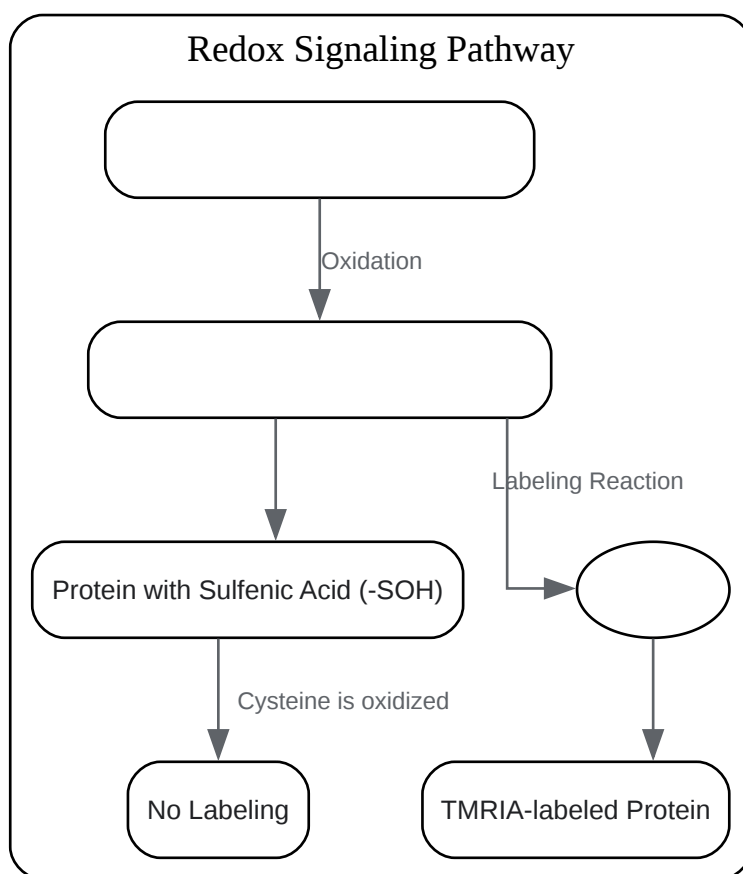 Redox Signaling Pathway
Oxidation
Labeling Reaction
Protein with Sulfenic Acid (-SOH)
Cysteine is oxidized
No Labeling
TMRIA-labeled Protein